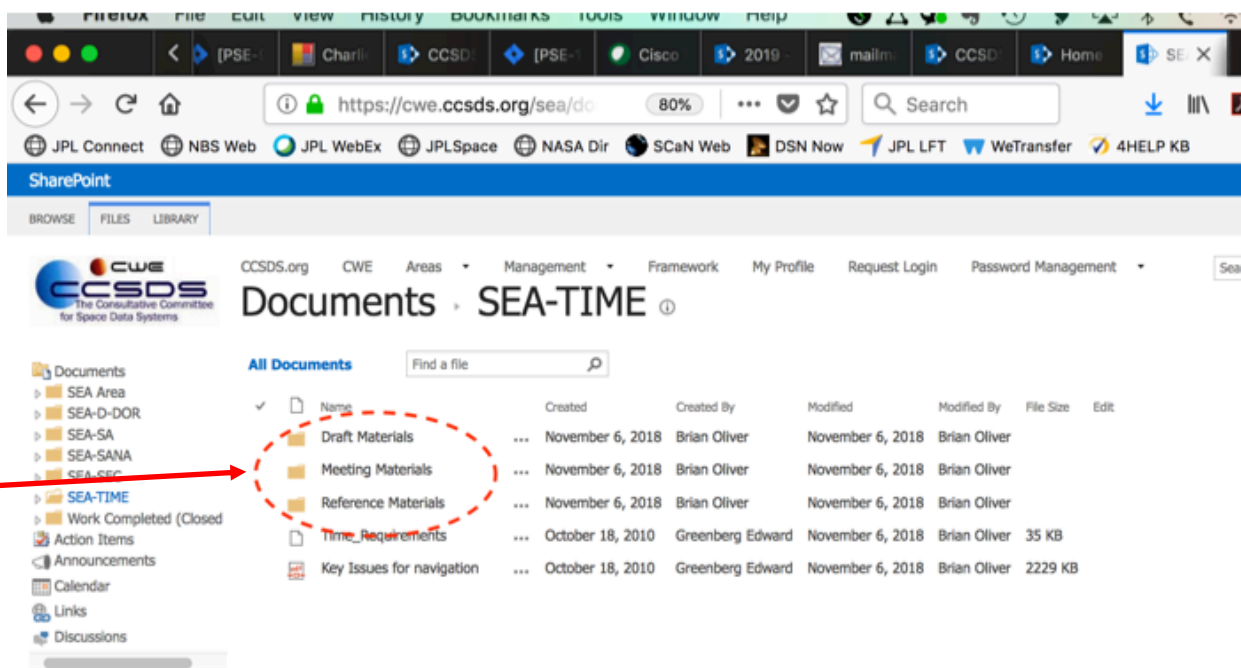 Firefox File Edit View History Bookmarks Tools Window Help
[PSE- Charli CCSD [PSE-1 Cisco 2019 - mailm CCSD Home SE
https://cwe.ccsds.org/sea/do 80% Search
JPL Connect NBS Web JPL WebEx JPLSpace NASA Dir SCaN Web DSN Now JPL LFT WeTransfer 4HELP KB
SharePoint
BROWSE FILES LIBRARY
CWE
CCSDS
The Consultative Committee
for Space Data Systems
CCSDS.org CWE Areas Management Framework My Profile Request Login Password Management Sea
Documents SEA-TIME
All Documents Find a file
Name Created Created By Modified Modified By File Size Edit
Draft Materials ... November 6, 2018 Brian Oliver November 6, 2018 Brian Oliver
Meeting Materials ... November 6, 2018 Brian Oliver November 6, 2018 Brian Oliver
Reference Materials ... November 6, 2018 Brian Oliver November 6, 2018 Brian Oliver
Time_Requirements ... October 18, 2010 Greenberg Edward November 6, 2018 Brian Oliver 35 KB
Key Issues for navigation ... October 18, 2010 Greenberg Edward November 6, 2018 Brian Oliver 2229 KB
Documents
SEA Area
SEA-D-DOR
SEA-SA
SEA-SANA
SEA-SEC
SEA-TIME
Work Completed (Closed
Action Items
Announcements
Calendar
Links
Discussions